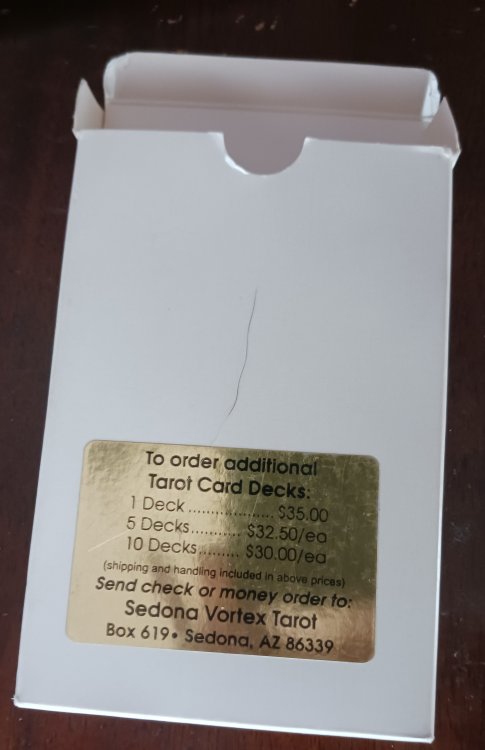 To order additional
Tarot Card Decks:
1 Deck ................... $35.00
5 Decks........... $32.50/ea
10 Decks......... $30.00/ea
(shipping and handling included in above prices)
Send check or money order to:
Sedona Vortex Tarot
Box 619• Sedona, AZ 86339